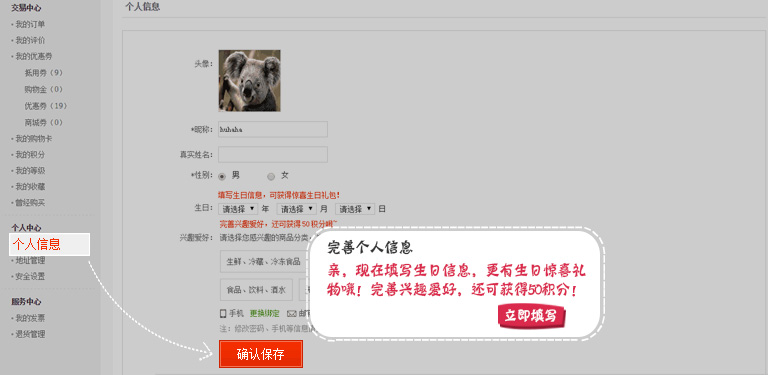 交易中心
我的订单
我的评价
我的优惠券
抵用券（9）
购物金（0）
优惠券（19）
商城券（0）
我的购物卡
我的积分
我的等级
我的收藏
曾经购买
个人中心
个人信息
地址管理
安全设置
服务中心
我的发票
退货管理
个人信息
头像：
*昵称：
huhaha
真实姓名：
*性别： 男 女
填写生日信息，可获得惊喜生日礼包！
生日： 请选择 年 请选择 月 请选择 日
完善兴趣爱好，还可获得50积分哦~
兴趣爱好： 请选择您感兴趣的商品分类，
生鲜、冷藏、冷冻食品
食品、饮料、酒水
手机 更换绑定
注：修改密码、手机等信息
确认保存
完善个人信息
亲，现在填写生日信息，更有生日惊喜礼
物哦！完善兴趣爱好，还可获得50积分！
立即填写